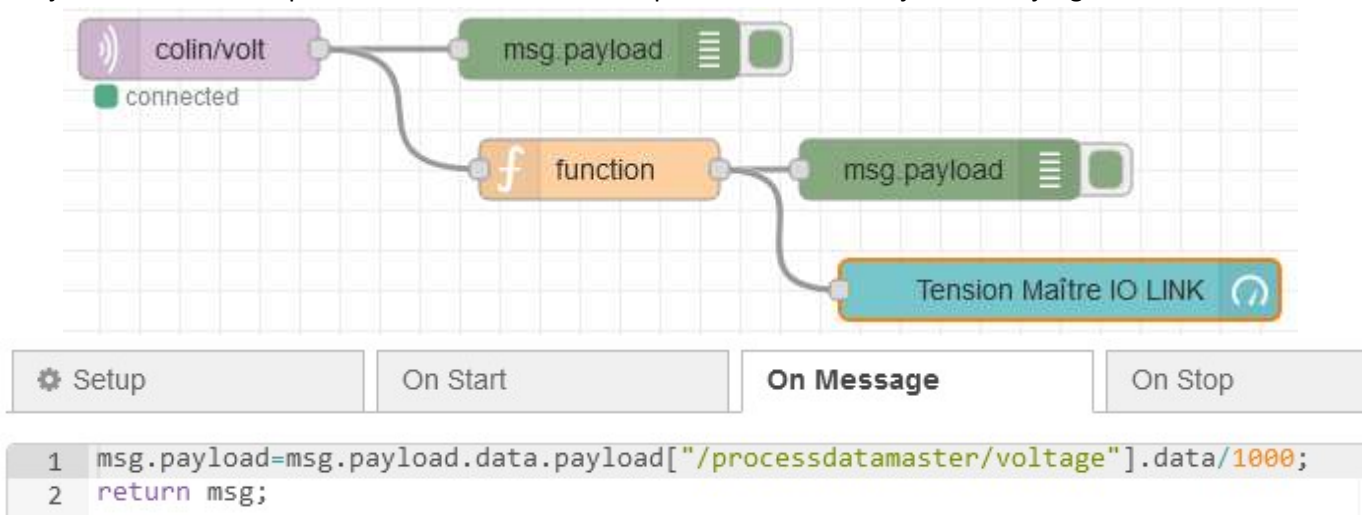 colin/volt
msg.payload
connected
function
msg.payload
Tension Maître IO LINK
Setup
On Start
On Message
On Stop
1 msg.payload=msg.payload.data.payload["/processdatamaster/voltage"].data/1000;
2 return msg;